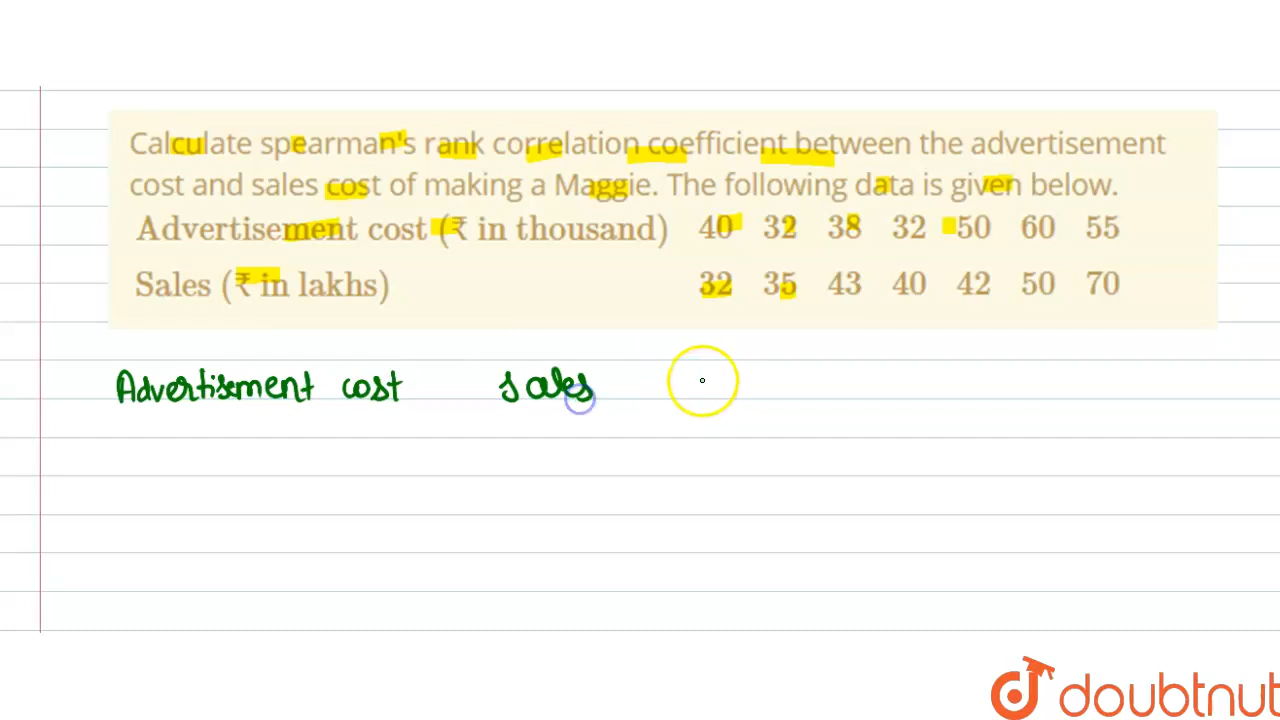 Calculate spearman's rank correlation coefficient between the advertisement
cost and sales cost of making a Maggie. The following data is given below.
Advertisement cost (₹ in thousand) 40 32 38 32 50 60 55
Sales (₹ in lakhs) 32 35 43 40 42 50 70
Advertisement cost sales
doubtnut